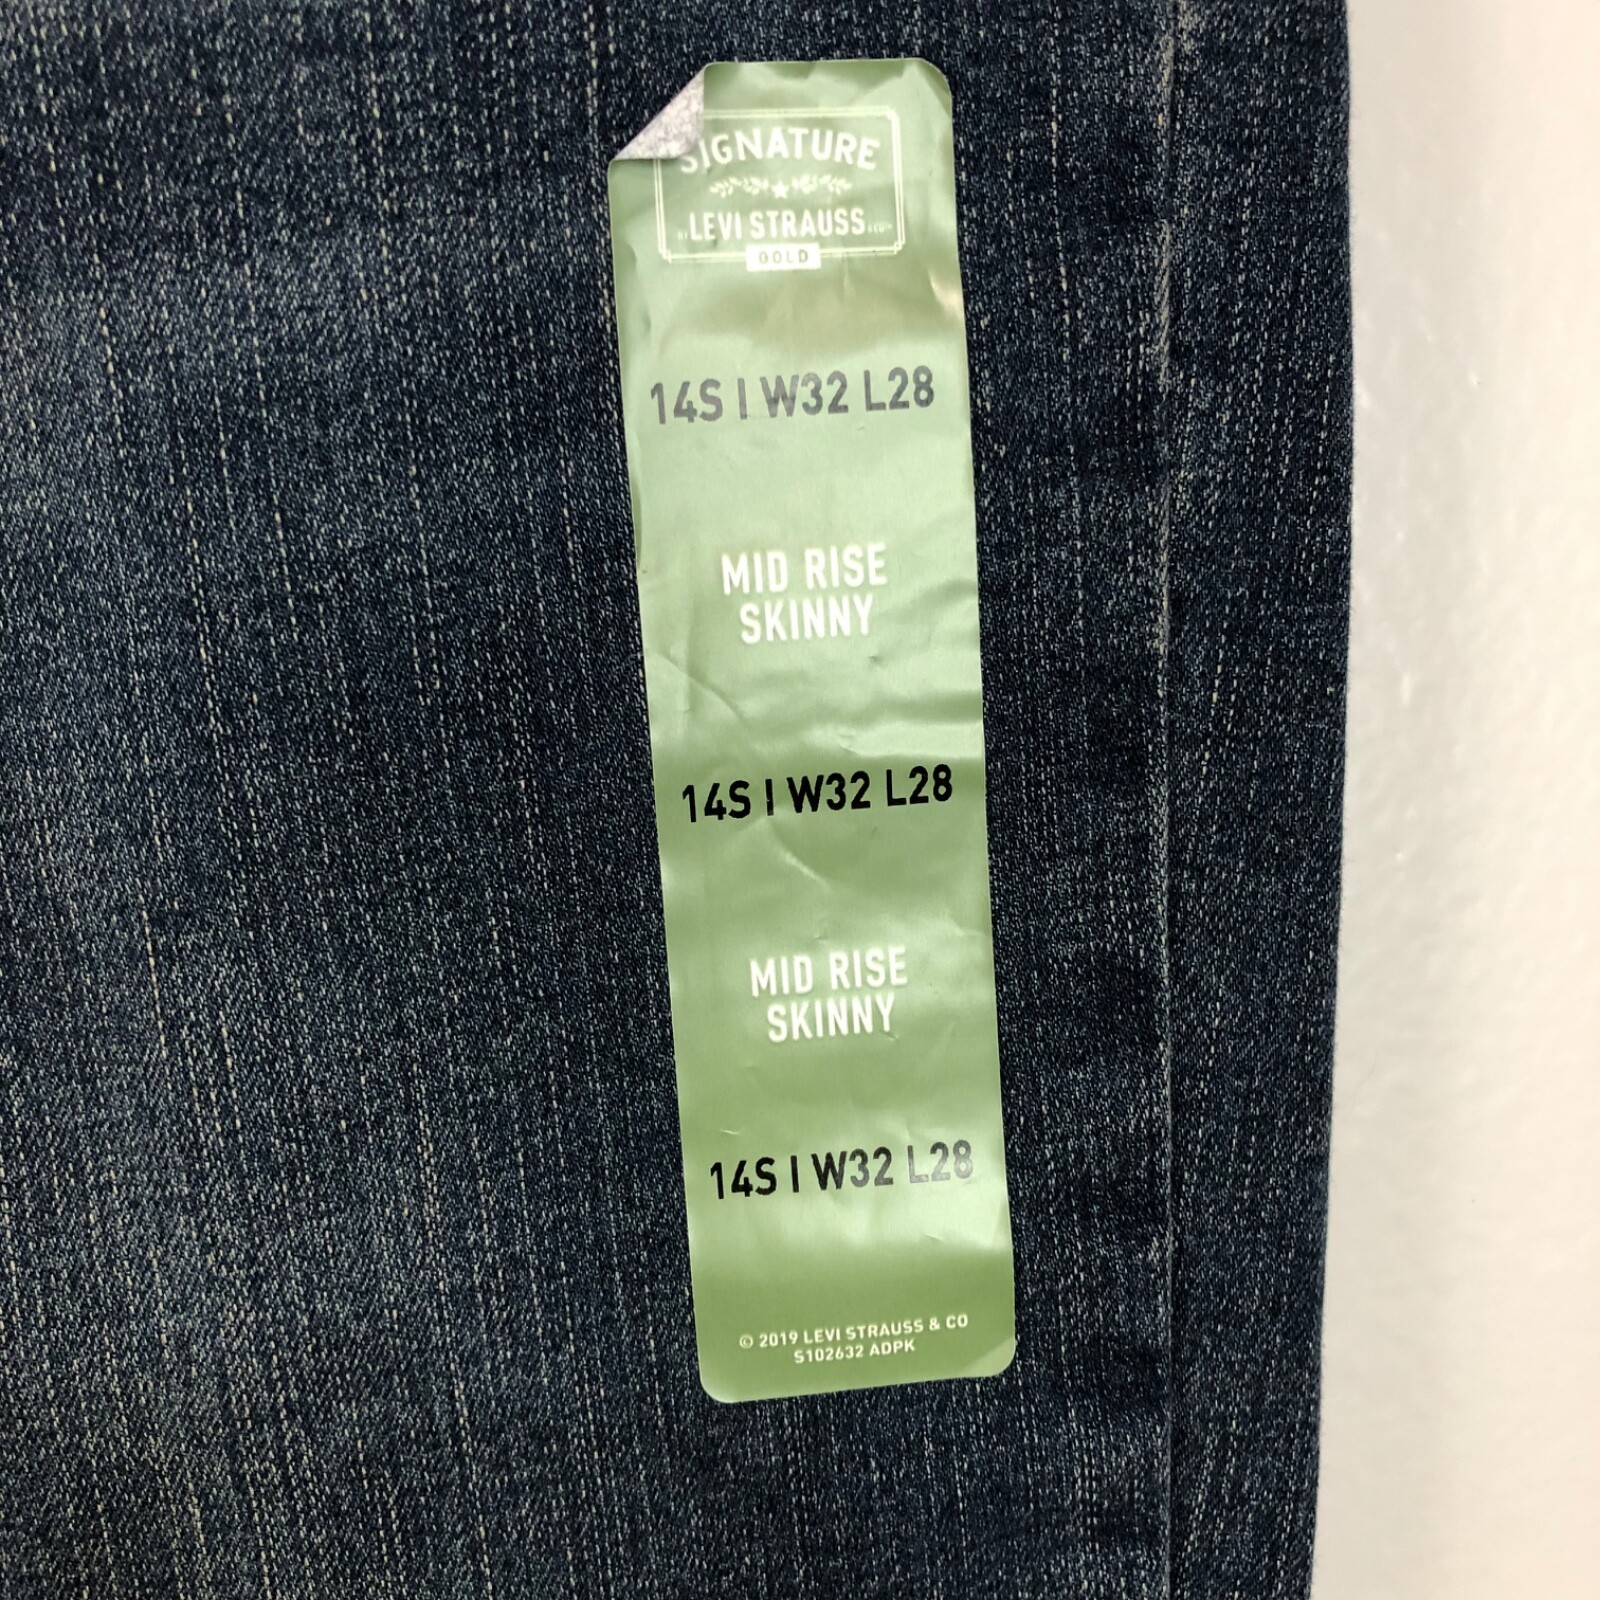 SIGNATURE
LEVI STRAUSS
GOLD
14S | W32 L28
MID RISE
SKINNY
14S | W32 L28
MID RISE
SKINNY
14S | W32 L28
© 2019 LEVI STRAUSS & CO
S102632 ADPK